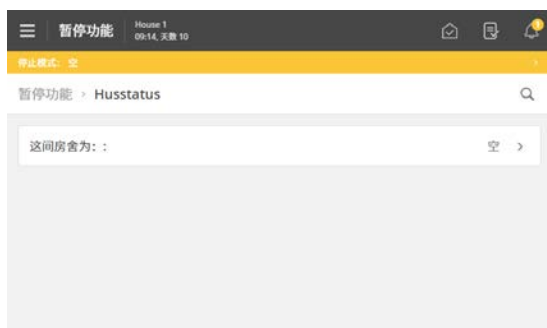 暂停功能
House 1
09:14, 天数 10
1
停止模式: 空
暂停功能 > Husstatus
这间房舍为: :
空 >